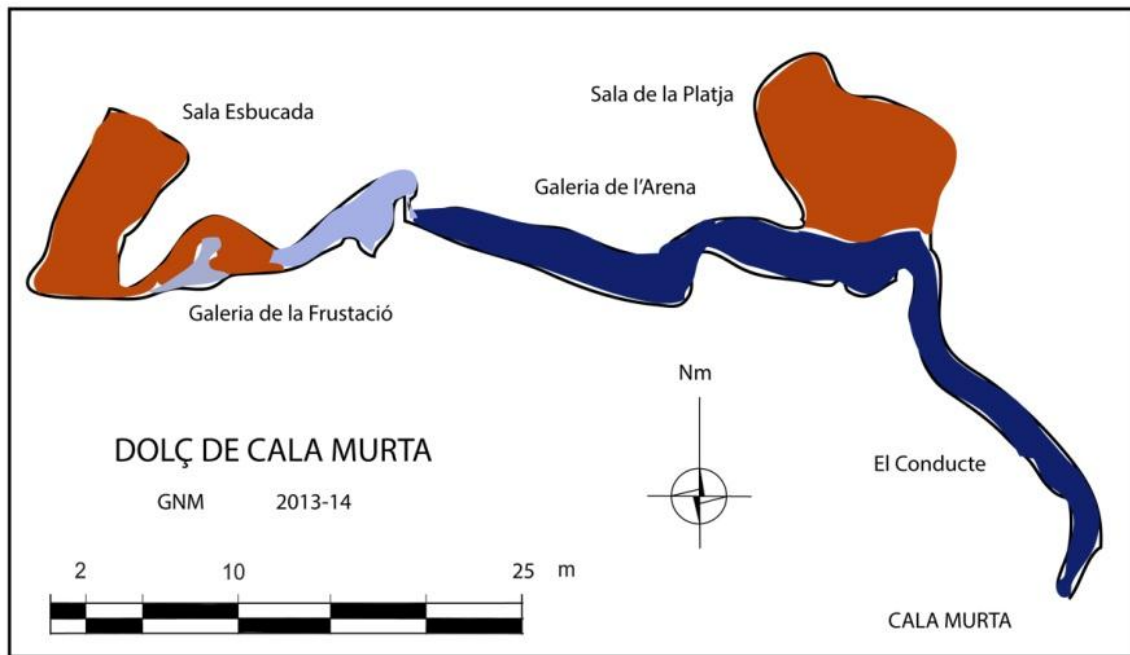 Sala Esbucada
Sala de la Platja
Galeria de l'Arena
Galeria de la Frustació
Nm
DOLÇ DE CALA MURTA
GNM 2013-14
El Conducte
2 10 25 m
CALA MURTA